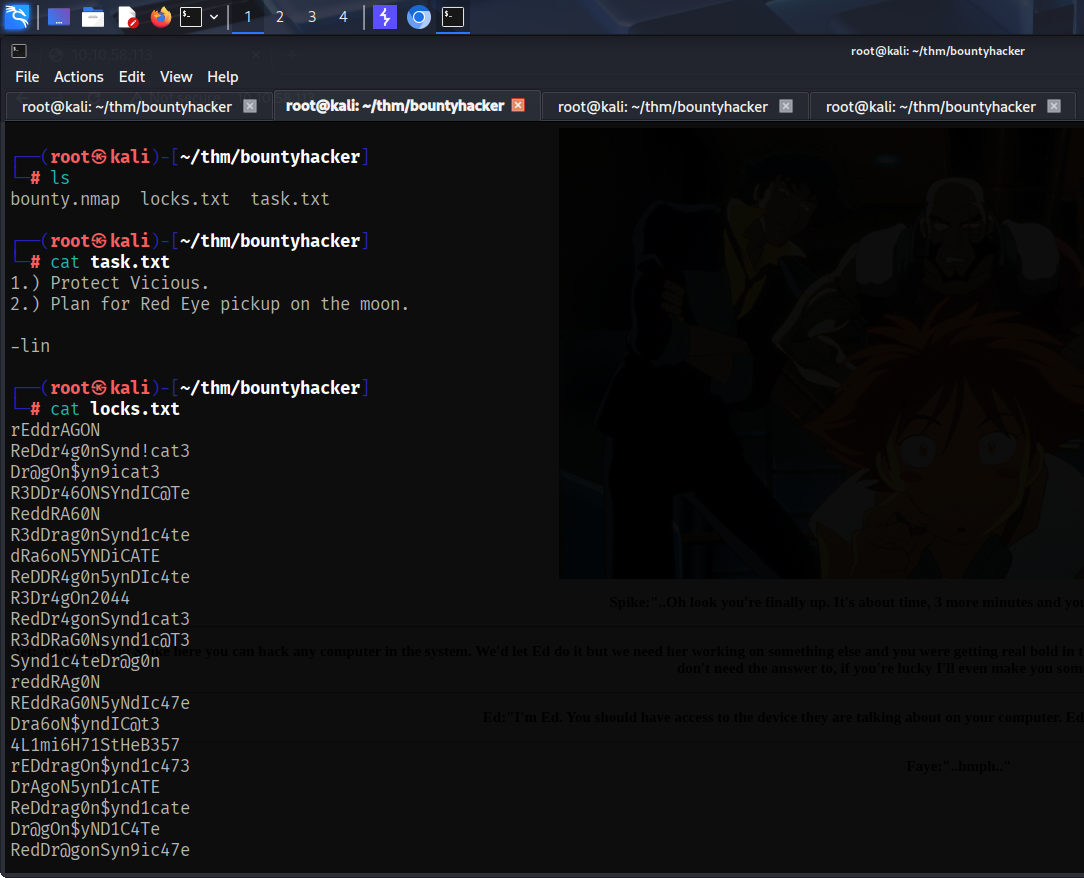 1 2 3 4
root@kali: ~/thm/bountyhacker
File Actions Edit View Help
root@kali: ~/thm/bountyhacker root@kali: ~/thm/bountyhacker root@kali: ~/thm/bountyhacker root@kali: ~/thm/bountyhacker
┌──(root㉿kali)-[~/thm/bountyhacker]
└─# ls
bounty.nmap locks.txt task.txt
┌──(root㉿kali)-[~/thm/bountyhacker]
└─# cat task.txt
1.) Protect Vicious.
2.) Plan for Red Eye pickup on the moon.
-lin
┌──(root㉿kali)-[~/thm/bountyhacker]
└─# cat locks.txt
rEddrAGON
ReDdr4g0nSynd!cat3
Dr@gOn$yn9icat3
R3DDr46ONSYndIC@Te
ReddRA60N
R3dDrag0nSynd1c4te
dRa6oN5YNDiCATE
ReDDR4g0n5ynDIc4te
R3Dr4gOn2044
RedDr4gonSynd1cat3
R3dDRaG0Nsynd1c@T3
Synd1c4teDr@g0n
reddRAg0N
REddRaG0N5yNdIc47e
Dra6oN$yndIC@t3
4L1mi6H71StHeB357
rEDdragOn$ynd1c473
DrAgoN5ynD1cATE
ReDdrag0n$ynd1cate
Dr@gOn$yND1C4Te
RedDr@gonSyn9ic47e
Spike:"..Oh look you're finally up. It's about time, 3 more minutes and
here you can hack any computer in the system. We'd let Ed do it but we need her working on something else and you were getting real bold in
don't need the answer to, if you're lucky I'll even make you
Ed:"I'm Ed. You should have access to the device they are talking about on your computer.
Faye:"..hmph.."